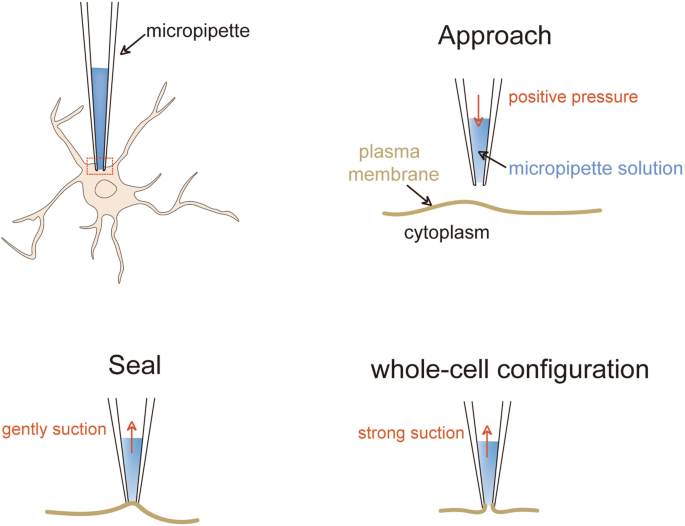 micropipette
Approach
positive pressure
plasma
membrane
micropipette solution
cytoplasm
Seal
gently suction
whole-cell configuration
strong suction